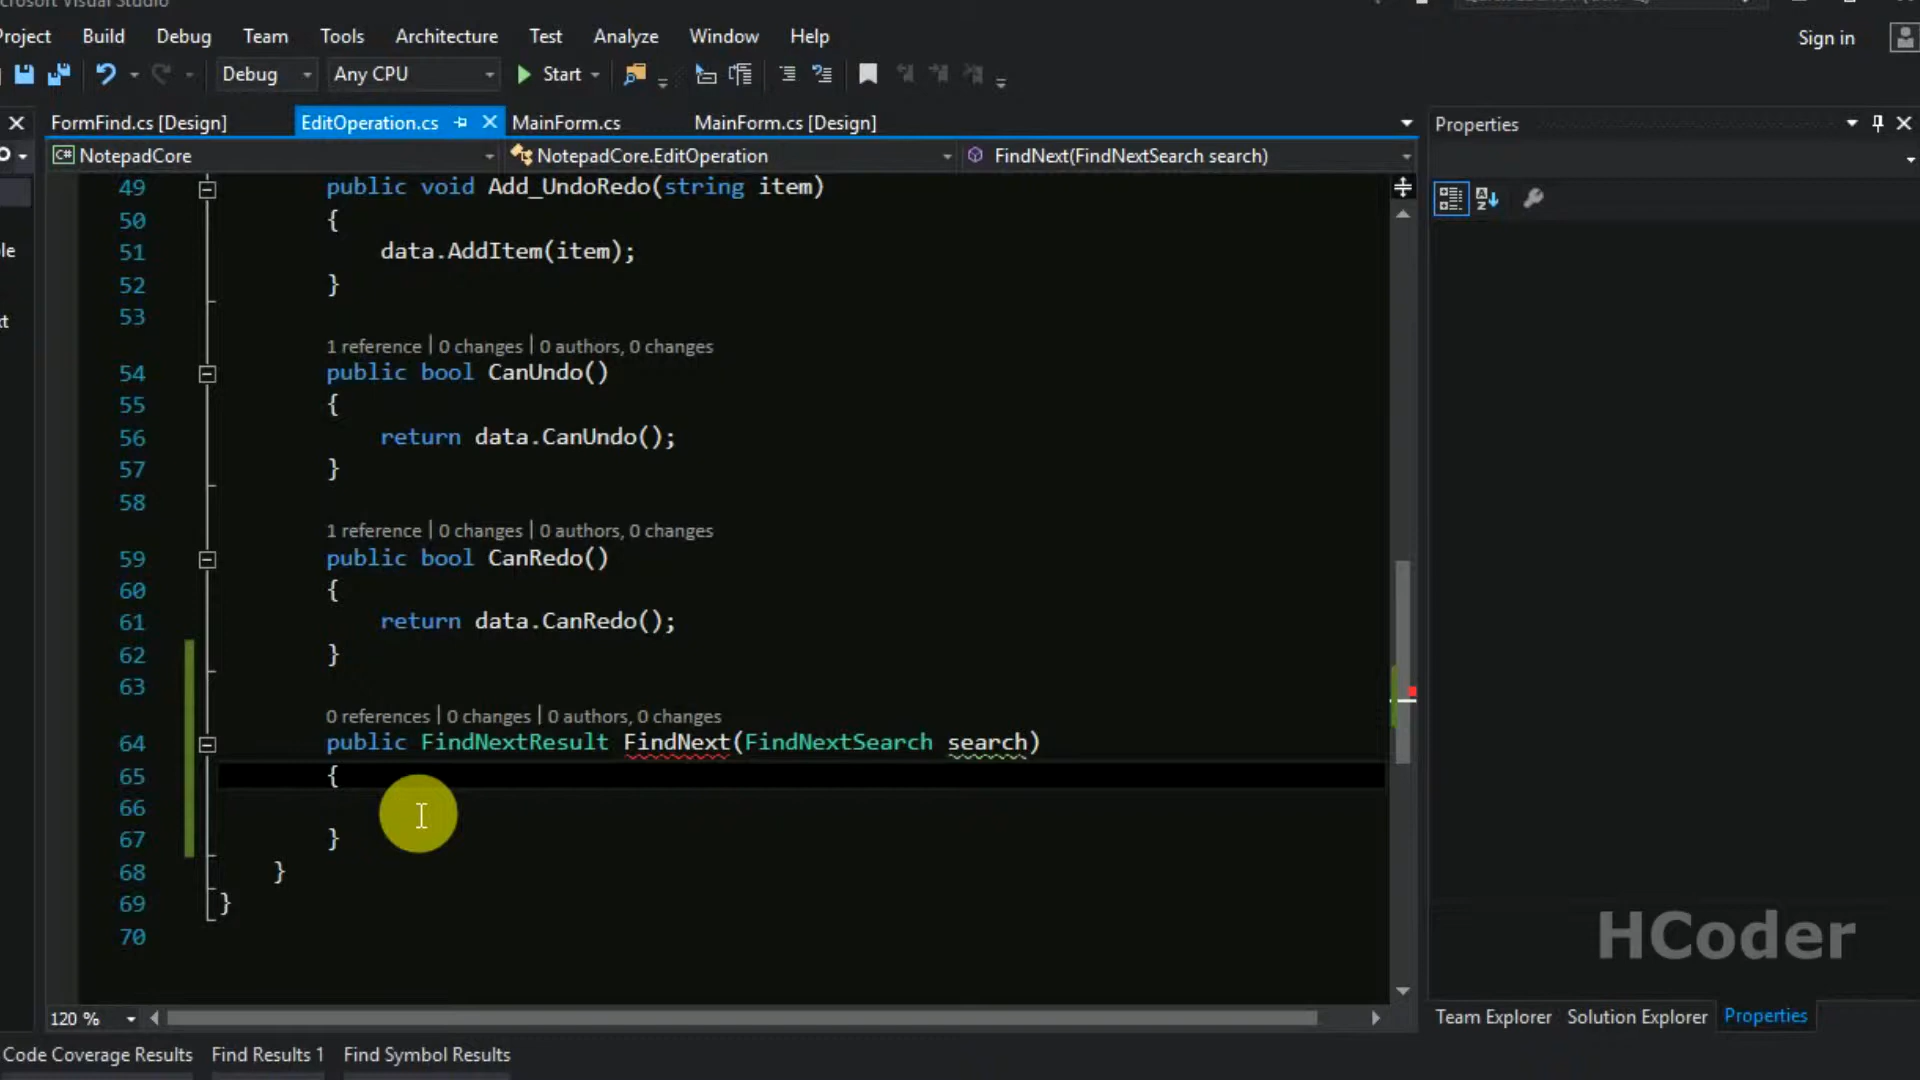 crosoft Visual Studio
Project Build Debug Team Tools Architecture Test Analyze Window Help
Sign in
Debug Any CPU Start
FormFind.cs [Design] EditOperation.cs MainForm.cs MainForm.cs [Design]
Properties
C# NotepadCore NotepadCore.EditOperation FindNext(FindNextSearch search)
49 public void Add_UndoRedo(string item)
50 {
51 data.AddItem(item);
52 }
53
1 reference | 0 changes | 0 authors, 0 changes
54 public bool CanUndo()
55 {
56 return data.CanUndo();
57 }
58
1 reference | 0 changes | 0 authors, 0 changes
59 public bool CanRedo()
60 {
61 return data.CanRedo();
62 }
63
0 references | 0 changes | 0 authors, 0 changes
64 public FindNextResult FindNext(FindNextSearch search)
65 {
66
67 }
68 }
69 }
70
HCoder
120 %
Team Explorer Solution Explorer Properties
Code Coverage Results Find Results 1 Find Symbol Results